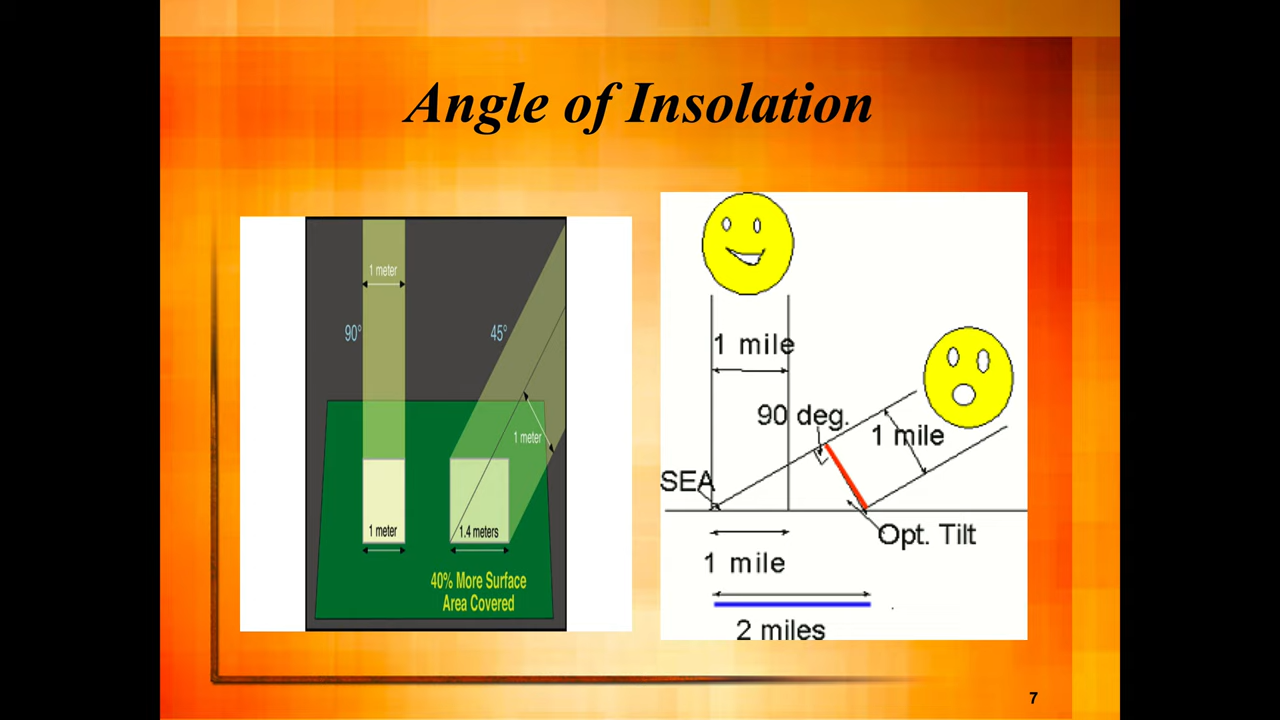 Angle of Insolation
1 meter
90°
45°
1 meter
1 meter
1.4 meters
40% More Surface
Area Covered
1 mile
90 deg.
1 mile
SEA
Opt. Tilt
1 mile
2 miles
7